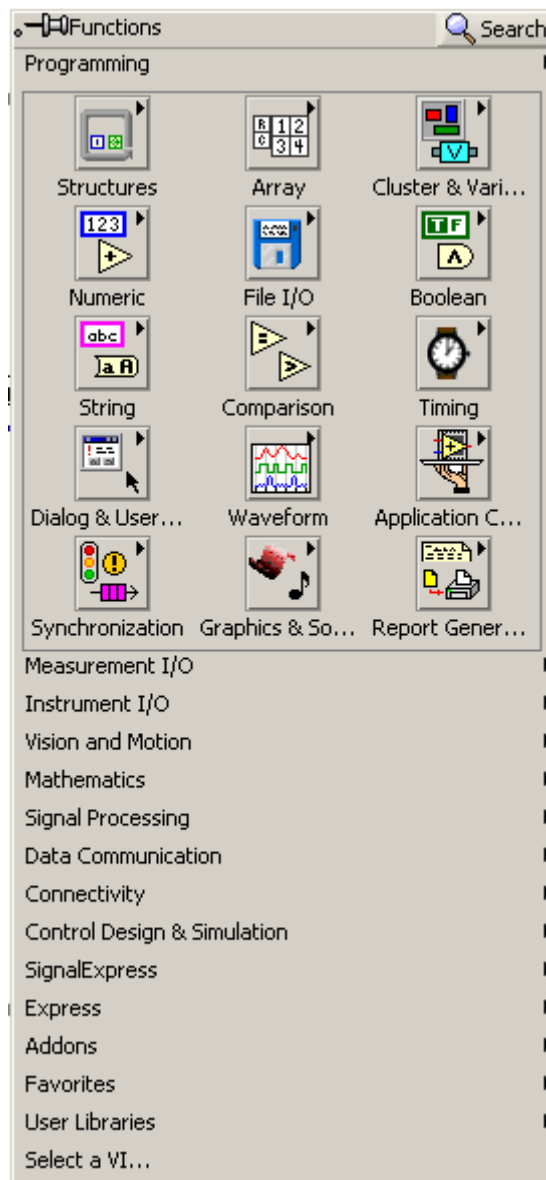 Functions Search
Programming
Structures Array Cluster & Vari...
123
Numeric File I/O Boolean
abc
a A
String Comparison Timing
Dialog & User... Waveform Application C...
Synchronization Graphics & So... Report Gener...
Measurement I/O
Instrument I/O
Vision and Motion
Mathematics
Signal Processing
Data Communication
Connectivity
Control Design & Simulation
SignalExpress
Express
Addons
Favorites
User Libraries
Select a VI...